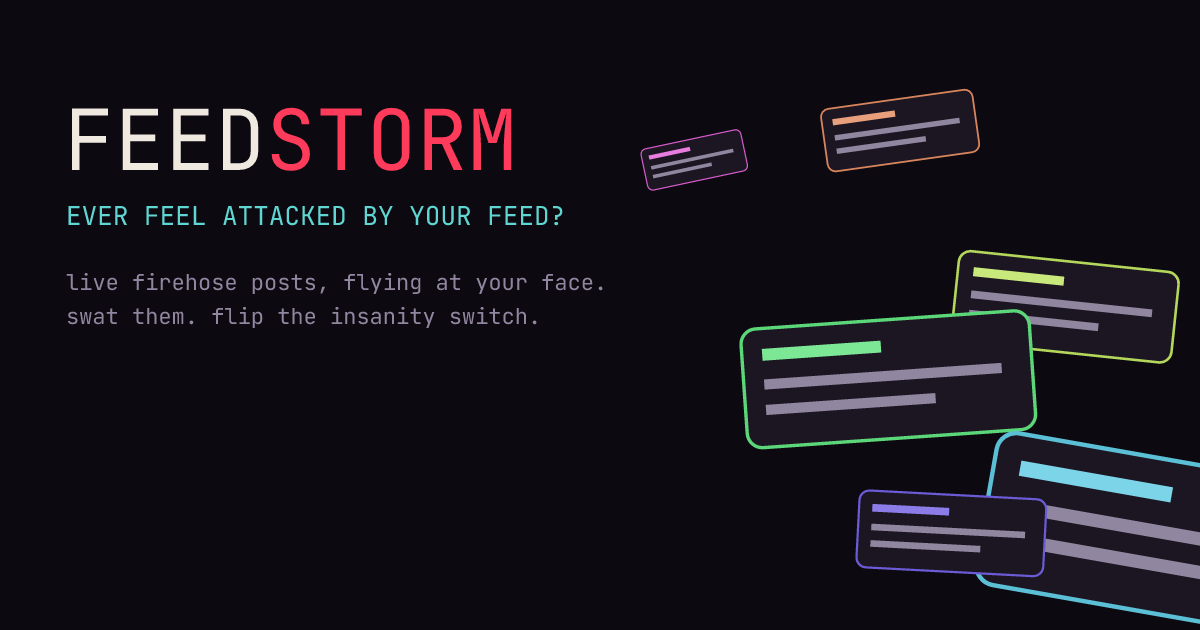 FEEDSTORM
EVER FEEL ATTACKED BY YOUR FEED?
live firehose posts, flying at your face.
swat them. flip the insanity switch.